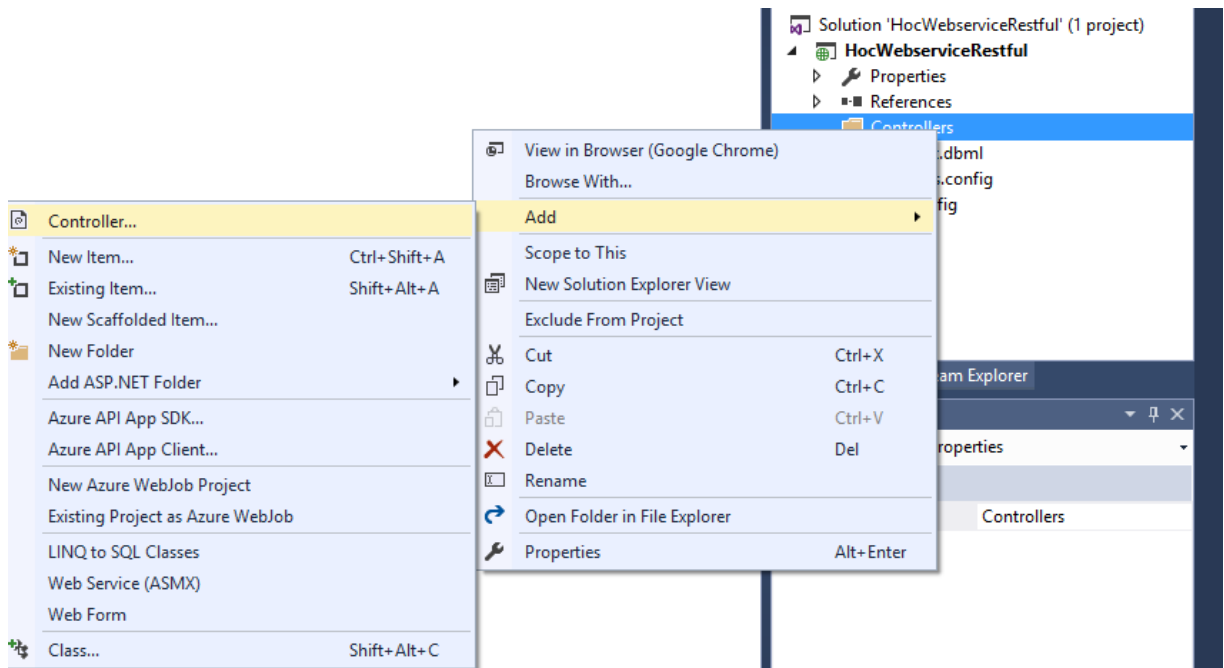 Solution 'HocWebserviceRestful' (1 project)
HocWebserviceRestful
Properties
References
Controllers
.dbml
.config
fig
View in Browser (Google Chrome)
Browse With...
Add
Scope to This
New Solution Explorer View
Exclude From Project
Cut Ctrl+X
Copy Ctrl+C
Paste Ctrl+V
Delete Del
Rename
Open Folder in File Explorer
Properties Alt+Enter
Controller...
New Item... Ctrl+Shift+A
Existing Item... Shift+Alt+A
New Scaffolded Item...
New Folder
Add ASP.NET Folder
Azure API App SDK...
Azure API App Client...
New Azure WebJob Project
Existing Project as Azure WebJob
LINQ to SQL Classes
Web Service (ASMX)
Web Form
Class... Shift+Alt+C
am Explorer
roperties
Controllers